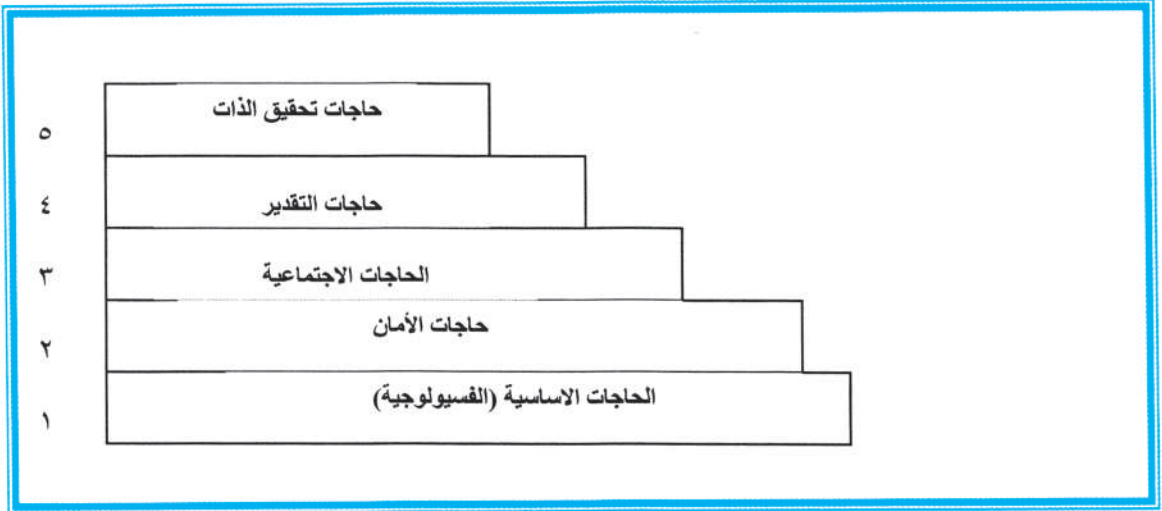 حاجات تحقيق الذات
٥
حاجات التقدير
٤
الحاجات الاجتماعية
٣
حاجات الأمان
٢
الحاجات الاساسية (الفسيولوجية)
١